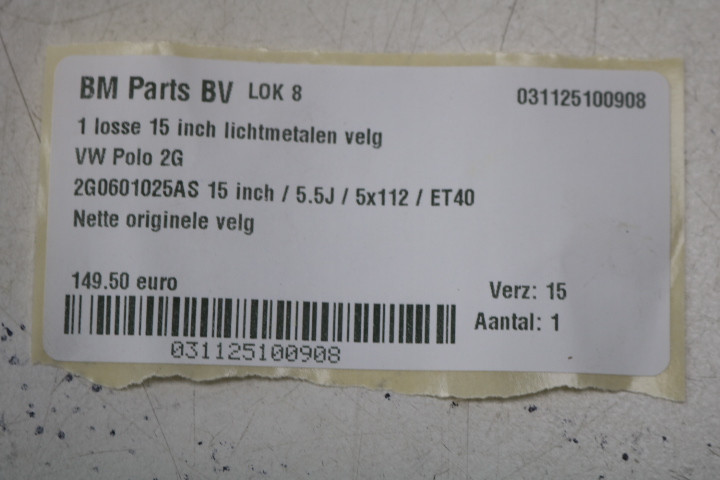 BM Parts BV LOK 8 031125100908
1 losse 15 inch lichtmetalen velg
VW Polo 2G
2G0601025AS 15 inch / 5.5J / 5x112 / ET40
Nette originele velg
149.50 euro
Verz: 15
Aantal: 1
031125100908